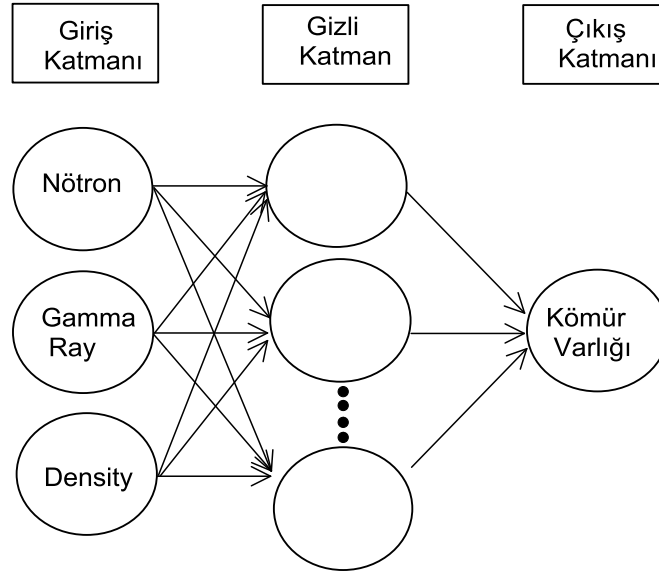 Giriş
Katmanı
Gizli
Katman
Çıkış
Katmanı
Nötron
Gamma
Ray
Density
Kömür
Varlığı